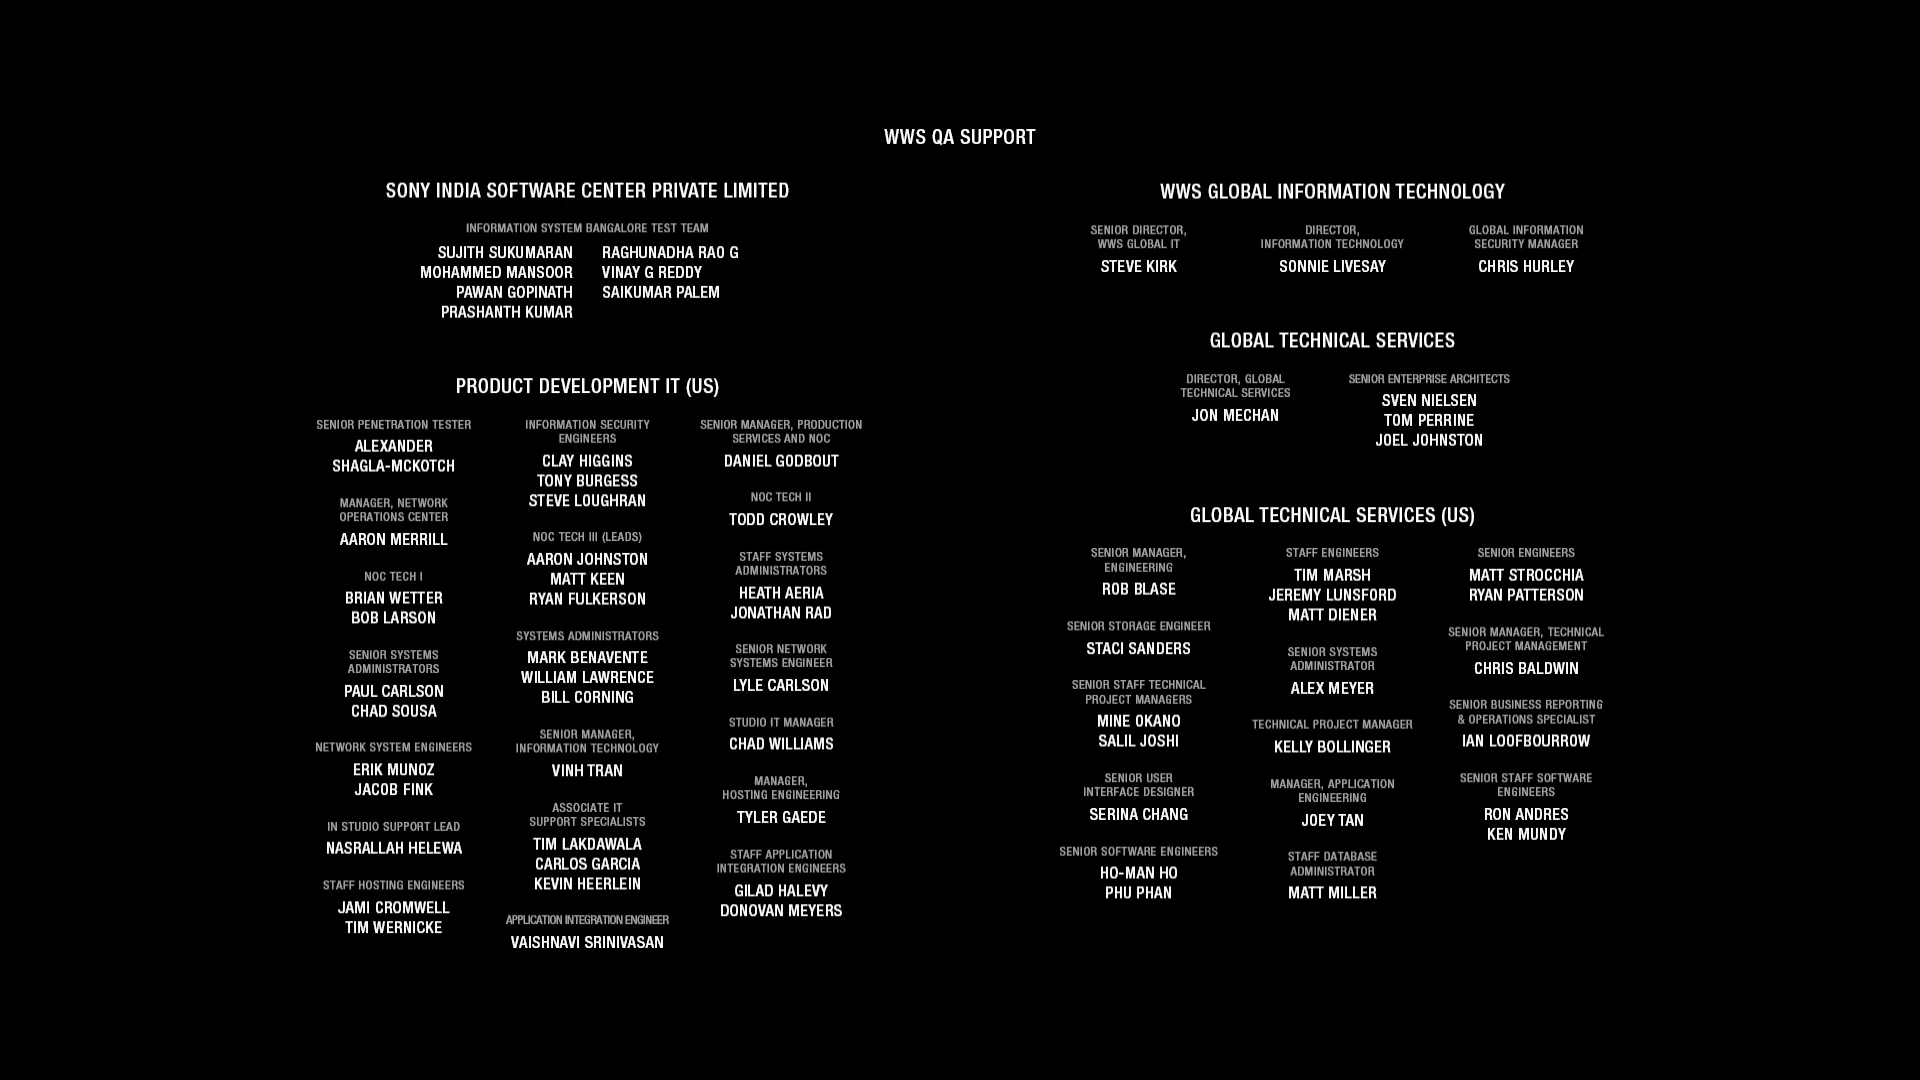 WWS QA SUPPORT
SONY INDIA SOFTWARE CENTER PRIVATE LIMITED
INFORMATION SYSTEM BANGALORE TEST TEAM
SUJITH SUKUMARAN
MOHAMMED MANSOOR
PAWAN GOPINATH
PRASHANTH KUMAR
RAGHUNADHA RAO G
VINAY G REDDY
SAIKUMAR PALEM
PRODUCT DEVELOPMENT IT (US)
SENIOR PENETRATION TESTER
ALEXANDER
SHAGLA-MCKOTCH
MANAGER, NETWORK
OPERATIONS CENTER
AARON MERRILL
NOC TECH I
BRIAN WETTER
BOB LARSON
SENIOR SYSTEMS
ADMINISTRATORS
PAUL CARLSON
CHAD SOUSA
NETWORK SYSTEM ENGINEERS
ERIK MUNOZ
JACOB FINK
IN STUDIO SUPPORT LEAD
NASRALLAH HELEWA
STAFF HOSTING ENGINEERS
JAMI CROMWELL
TIM WERNICKE
INFORMATION SECURITY
ENGINEERS
CLAY HIGGINS
TONY BURGESS
STEVE LOUGHRAN
NOC TECH III (LEADS)
AARON JOHNSTON
MATT KEEN
RYAN FULKERSON
SYSTEMS ADMINISTRATORS
MARK BENAVENTE
WILLIAM LAWRENCE
BILL CORNING
SENIOR MANAGER,
INFORMATION TECHNOLOGY
VINH TRAN
ASSOCIATE IT
SUPPORT SPECIALISTS
TIM LAKDAWALA
CARLOS GARCIA
KEVIN HEERLEIN
APPLICATION INTEGRATION ENGINEER
VAISHNAVI SRINIVASAN
SENIOR MANAGER, PRODUCTION
SERVICES AND NOC
DANIEL GODBOUT
NOC TECH II
TODD CROWLEY
STAFF SYSTEMS
ADMINISTRATORS
HEATH AERIA
JONATHAN RAD
SENIOR NETWORK
SYSTEMS ENGINEER
LYLE CARLSON
STUDIO IT MANAGER
CHAD WILLIAMS
MANAGER,
HOSTING ENGINEERING
TYLER GAEDE
STAFF APPLICATION
INTEGRATION ENGINEERS
GILAD HALEVY
DONOVAN MEYERS
WWS GLOBAL INFORMATION TECHNOLOGY
SENIOR DIRECTOR,
WWS GLOBAL IT
STEVE KIRK
DIRECTOR,
INFORMATION TECHNOLOGY
SONNIE LIVESAY
GLOBAL INFORMATION
SECURITY MANAGER
CHRIS HURLEY
GLOBAL TECHNICAL SERVICES
DIRECTOR, GLOBAL
TECHNICAL SERVICES
JON MECHAN
SENIOR ENTERPRISE ARCHITECTS
SVEN NIELSEN
TOM PERRINE
JOEL JOHNSTON
GLOBAL TECHNICAL SERVICES (US)
SENIOR MANAGER,
ENGINEERING
ROB BLASE
SENIOR STORAGE ENGINEER
STACI SANDERS
SENIOR STAFF TECHNICAL
PROJECT MANAGERS
MINE OKANO
SALIL JOSHI
SENIOR USER
INTERFACE DESIGNER
SERINA CHANG
SENIOR SOFTWARE ENGINEERS
HO-MAN HO
PHU PHAN
STAFF ENGINEERS
TIM MARSH
JEREMY LUNSFORD
MATT DIENER
SENIOR SYSTEMS
ADMINISTRATOR
ALEX MEYER
TECHNICAL PROJECT MANAGER
KELLY BOLLINGER
MANAGER, APPLICATION
ENGINEERING
JOEY TAN
STAFF DATABASE
ADMINISTRATOR
MATT MILLER
SENIOR ENGINEERS
MATT STROCCHIA
RYAN PATTERSON
SENIOR MANAGER, TECHNICAL
PROJECT MANAGEMENT
CHRIS BALDWIN
SENIOR BUSINESS REPORTING
& OPERATIONS SPECIALIST
IAN LOOFBOURROW
SENIOR STAFF SOFTWARE
ENGINEERS
RON ANDRES
KEN MUNDY